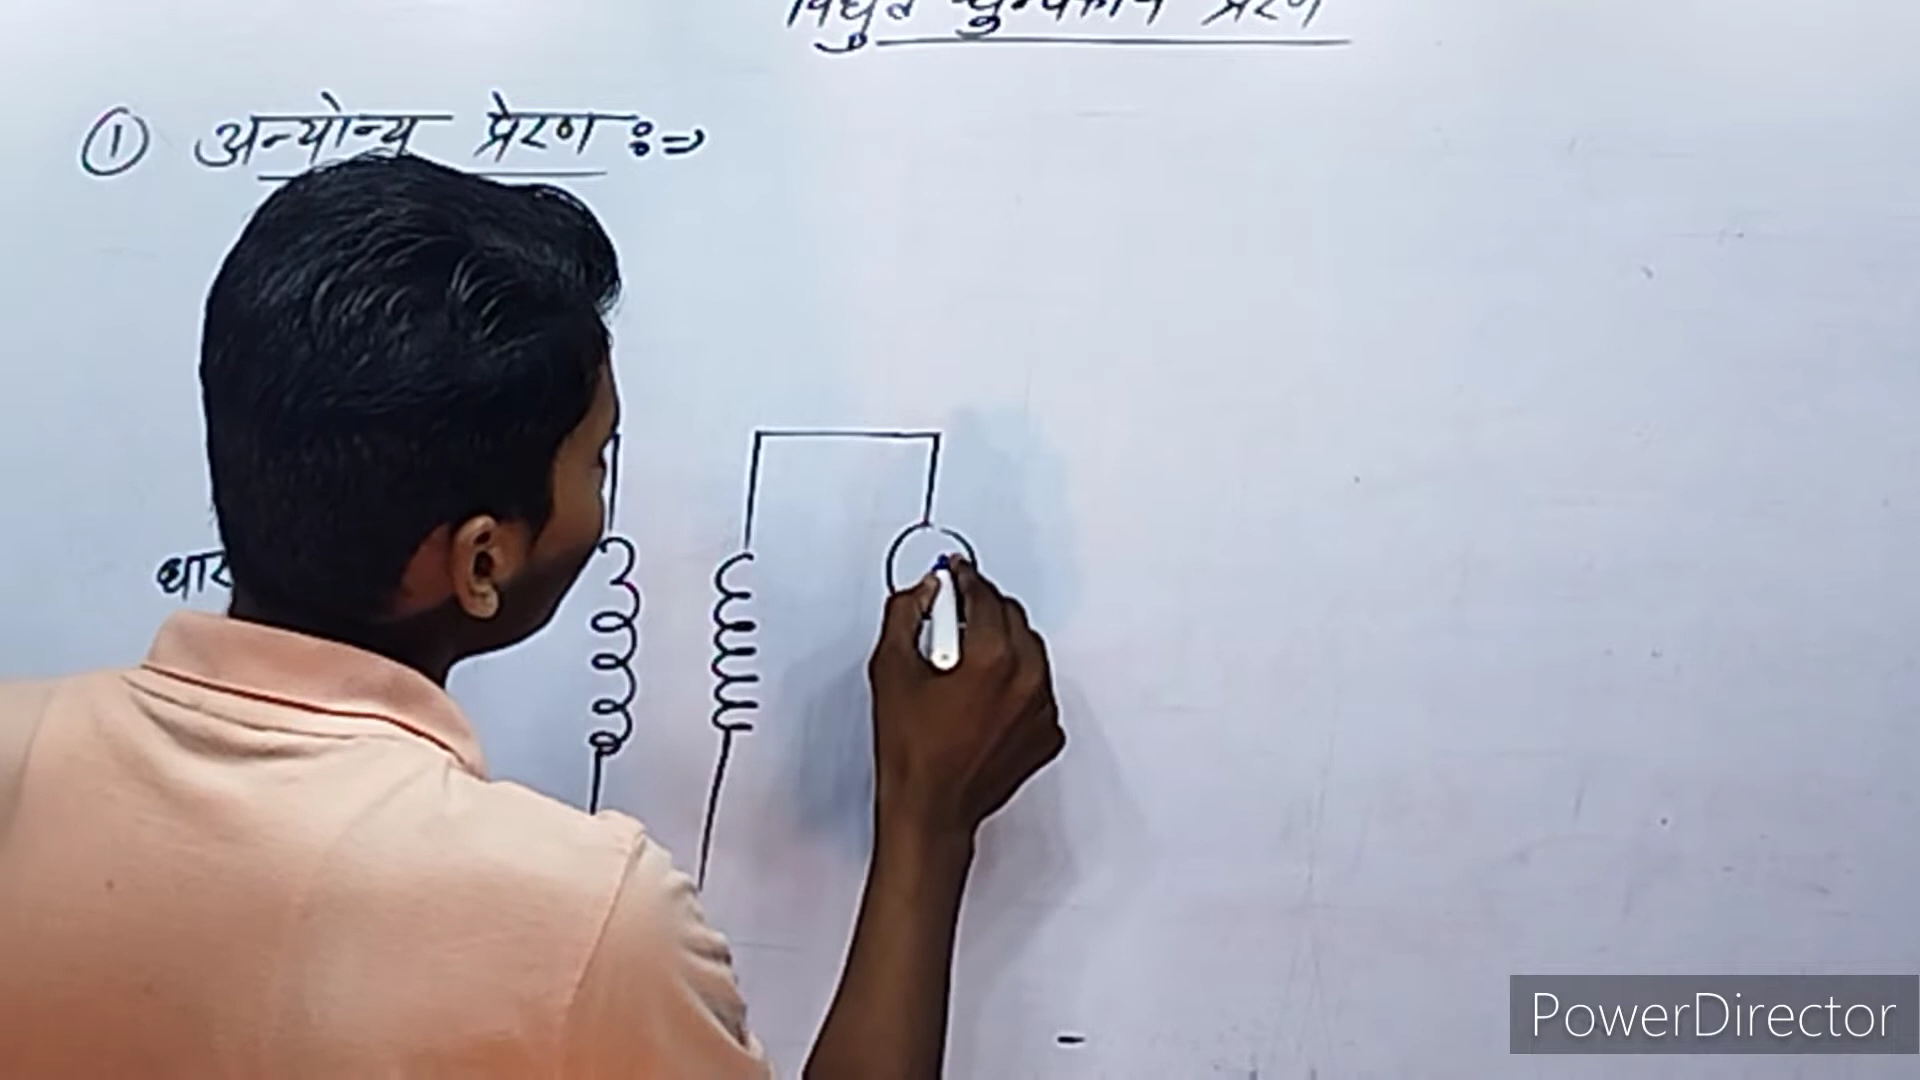 विद्युत चुम्बकीय प्रेरण
① अन्योन्य प्रेरण :-
PowerDirector